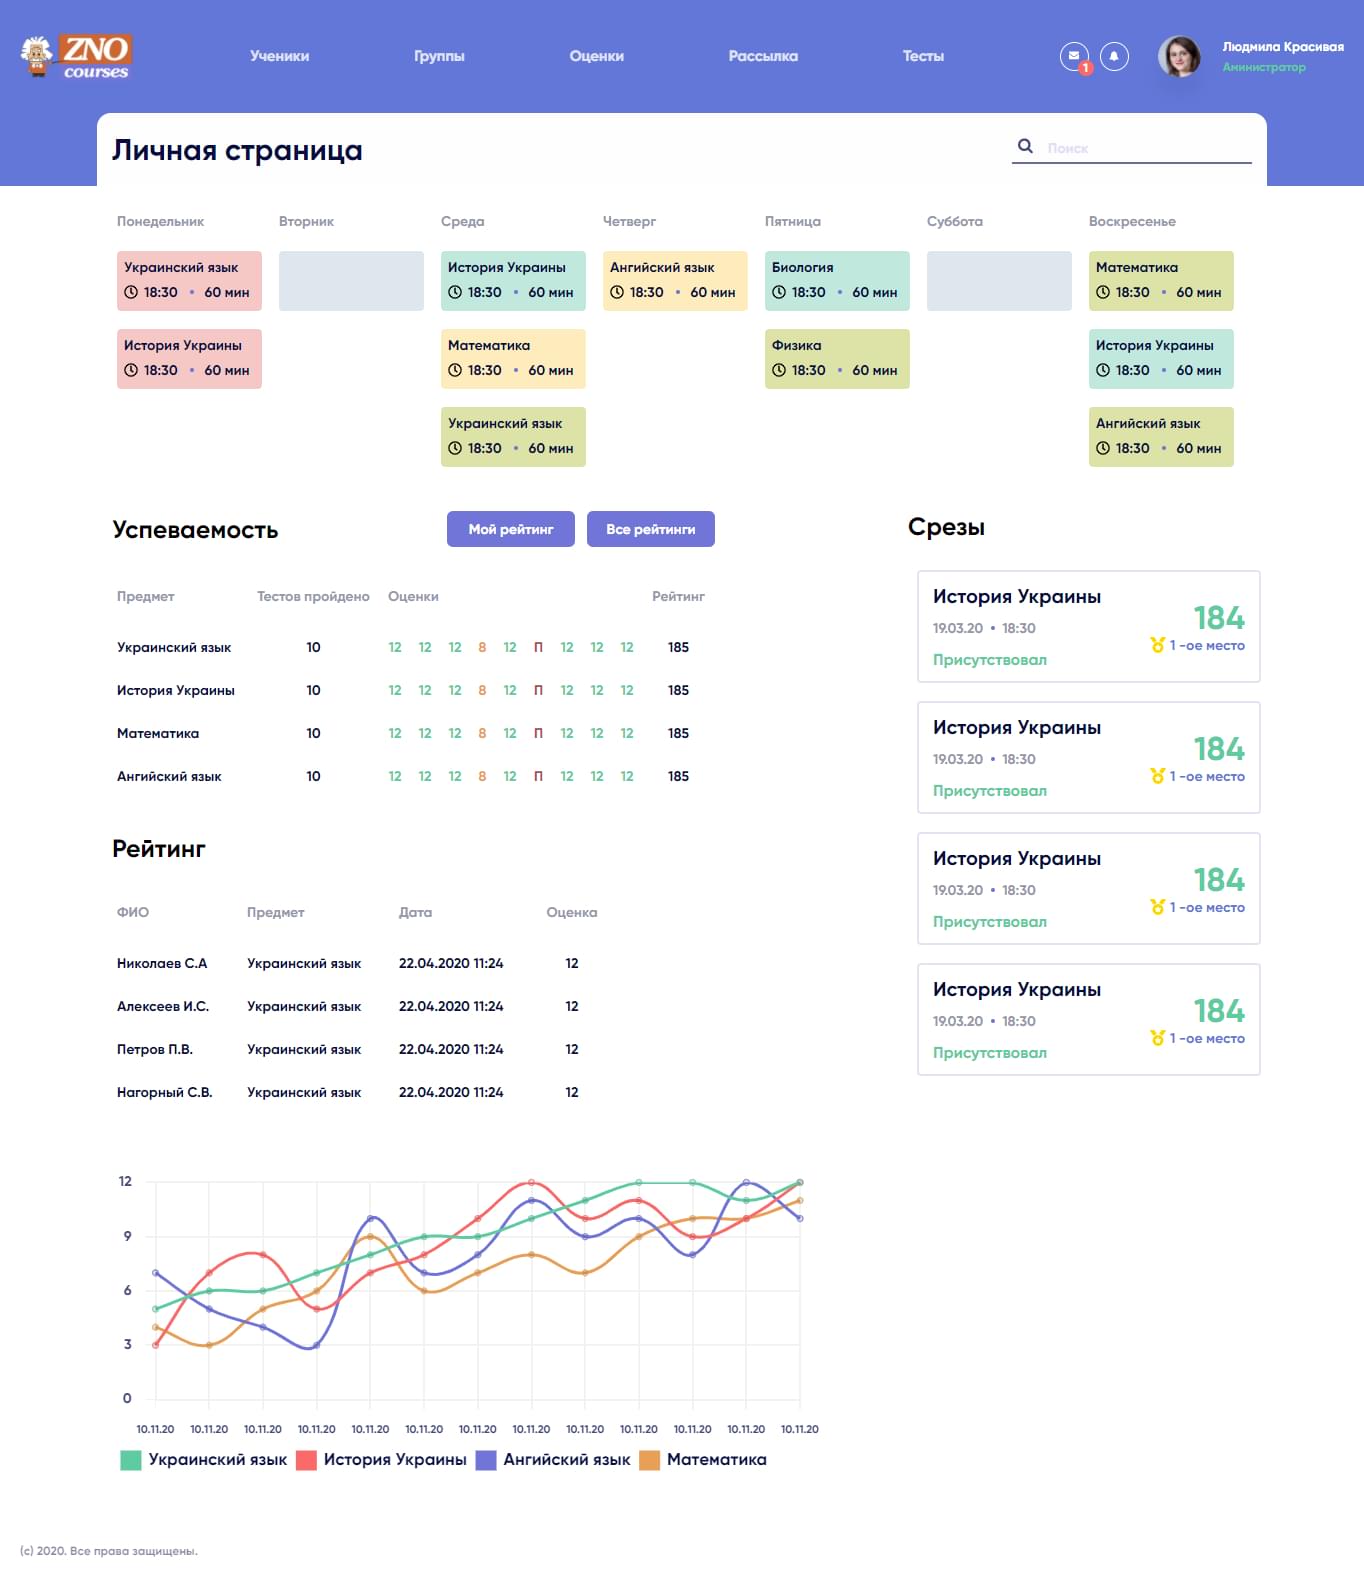 ZNO
courses
Ученики Группы Оценки Рассылка Тесты
1
Людмила Красивая
Аминистратор
Личная страница
Поиск
Понедельник Вторник Среда Четверг Пятница Суббота Воскресенье
Украинский язык История Украины Ангийский язык Биология Математика
18:30 • 60 мин 18:30 • 60 мин 18:30 • 60 мин 18:30 • 60 мин 18:30 • 60 мин
История Украины Математика Физика История Украины
18:30 • 60 мин 18:30 • 60 мин 18:30 • 60 мин 18:30 • 60 мин
Украинский язык Ангийский язык
18:30 • 60 мин 18:30 • 60 мин
Успеваемость Мой рейтинг Все рейтинги
Предмет Тестов пройдено Оценки Рейтинг
Украинский язык 10 12 12 12 8 12 П 12 12 12 185
История Украины 10 12 12 12 8 12 П 12 12 12 185
Математика 10 12 12 12 8 12 П 12 12 12 185
Ангийский язык 10 12 12 12 8 12 П 12 12 12 185
Рейтинг
ФИО Предмет Дата Оценка
Николаев С.А Украинский язык 22.04.2020 11:24 12
Алексеев И.С. Украинский язык 22.04.2020 11:24 12
Петров П.В. Украинский язык 22.04.2020 11:24 12
Нагорный С.В. Украинский язык 22.04.2020 11:24 12
Срезы
История Украины
19.03.20 • 18:30
Присутствовал
184
1 -ое место
История Украины
19.03.20 • 18:30
Присутствовал
184
1 -ое место
История Украины
19.03.20 • 18:30
Присутствовал
184
1 -ое место
История Украины
19.03.20 • 18:30
Присутствовал
184
1 -ое место
12
9
6
3
0
10.11.20 10.11.20 10.11.20 10.11.20 10.11.20 10.11.20 10.11.20 10.11.20 10.11.20 10.11.20 10.11.20 10.11.20 10.11.20
Украинский язык История Украины Ангийский язык Математика
(c) 2020. Все права защищены.